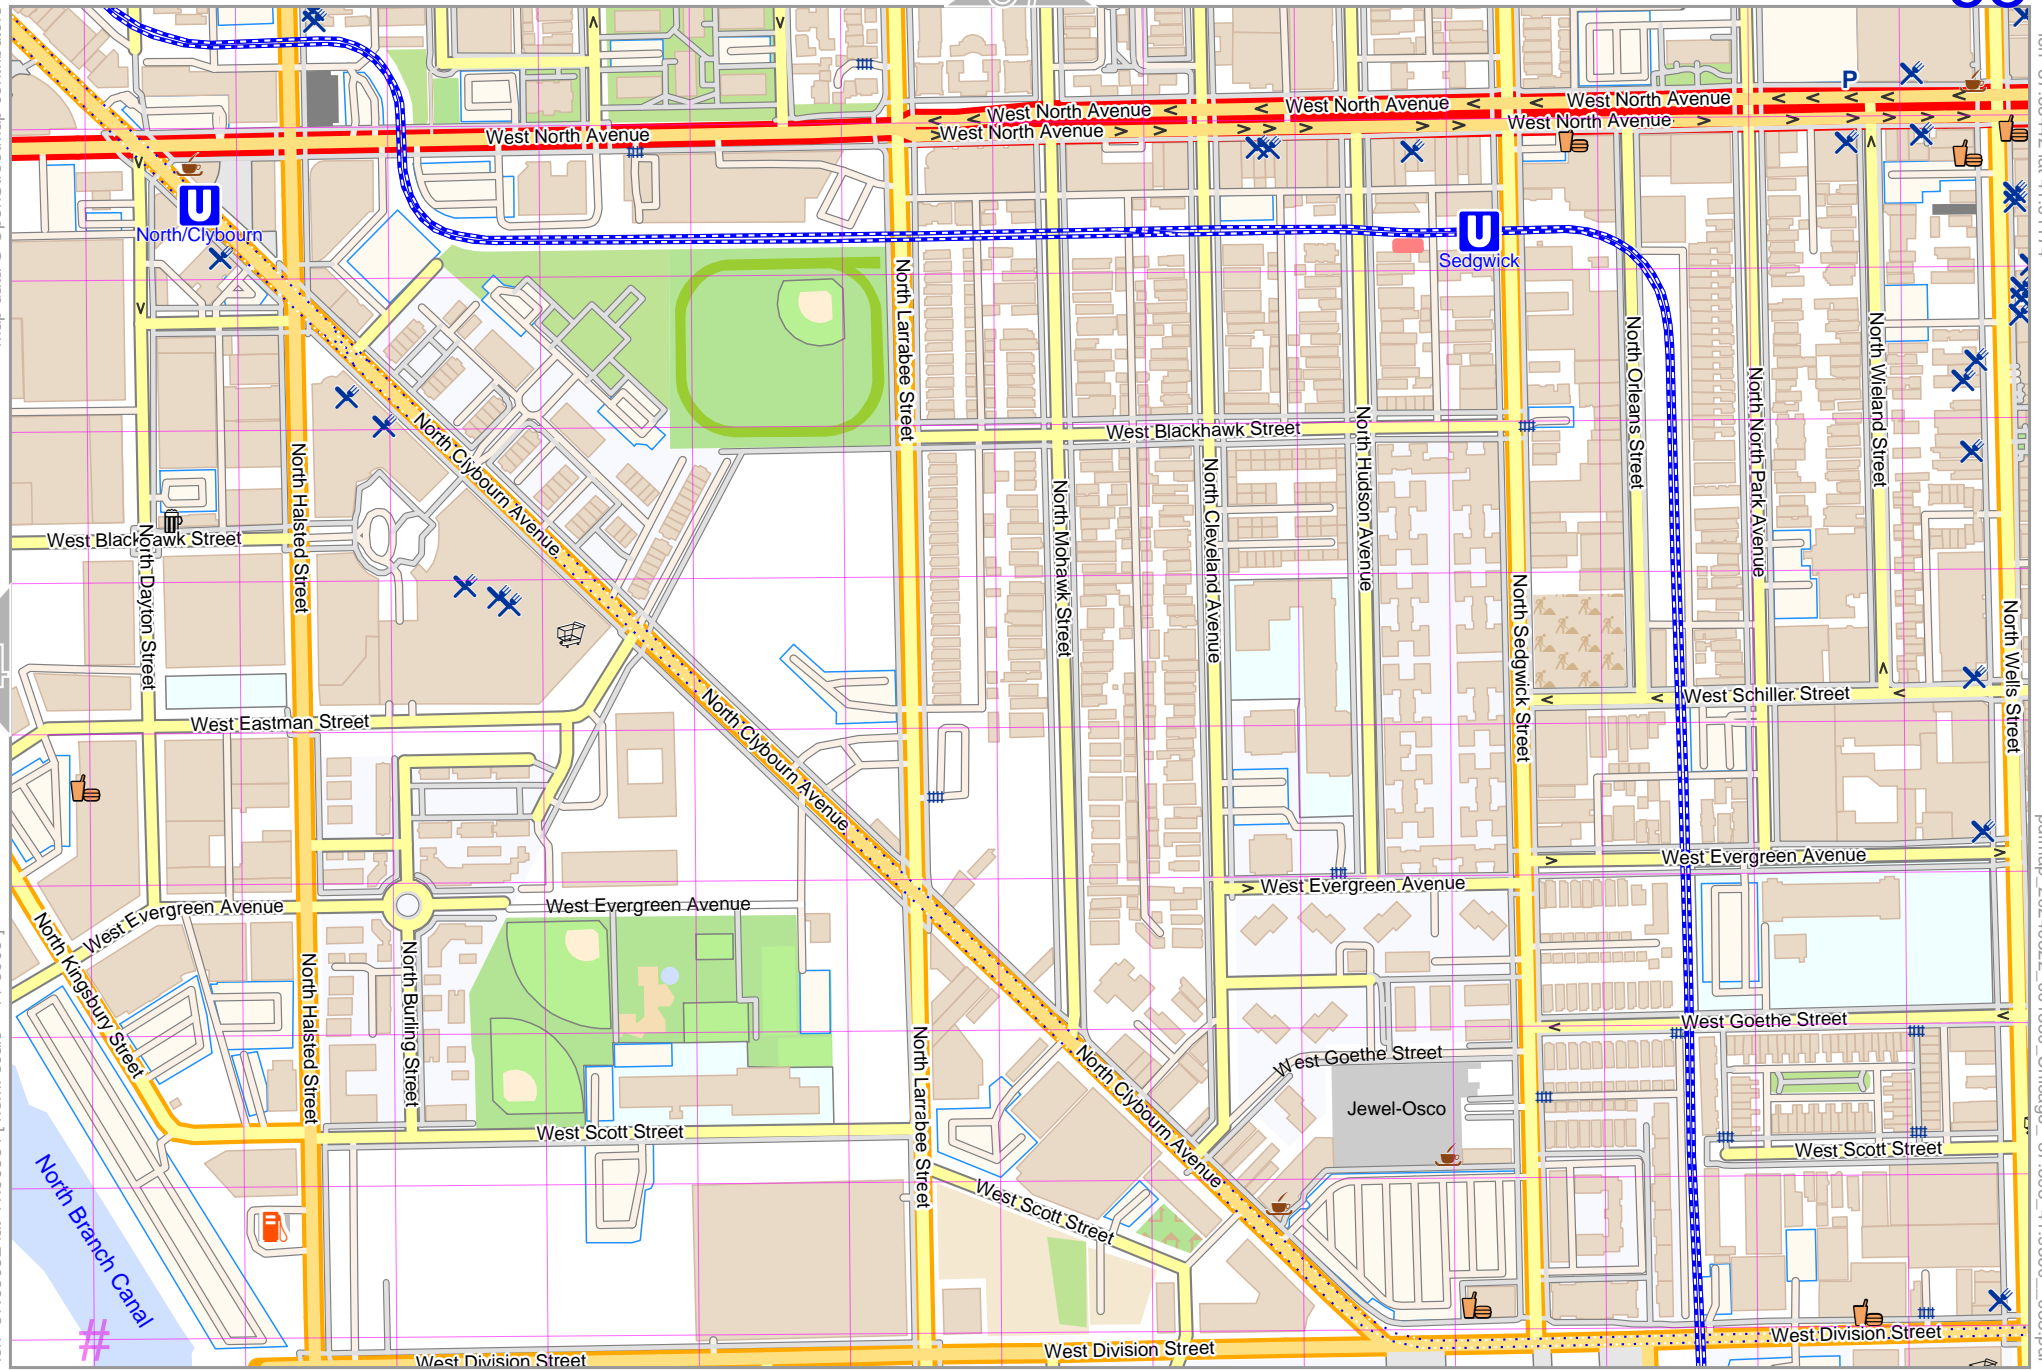 West North Avenue
West North Avenue
West North Avenue
West North Avenue
West North Avenue
West North Avenue
P
U
North/Clybourn
U
Sedgwick
North Larrabee Street
North Orleans Street
North Wieland Street
North North Park Avenue
North Hudson Avenue
West Blackhawk Street
North Clybourn Avenue
North Halsted Street
North Mohawk Street
North Cleveland Avenue
West Blackhawk Street
North Dayton Street
North Sedgwick Street
North Wells Street
West Schiller Street
West Eastman Street
North Clybourn Avenue
West Evergreen Avenue
West Evergreen Avenue
West Evergreen Avenue
West Evergreen Avenue
North Kingsbury Street
North Halsted Street
North Burling Street
West Goethe Street
West Goethe Street
North Larrabee Street
North Clybourn Avenue
Jewel-Osco
West Scott Street
West Scott Street
West Scott Street
North Branch Canal
#
West Division Street
West Division Street
West Division Street